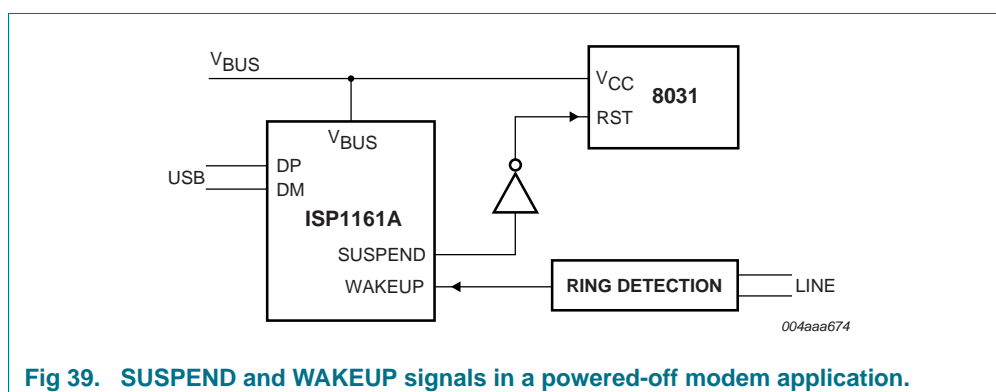 VBUS
VCC
8031
RST
VBUS
DP
USB
DM
ISP1161A
SUSPEND
WAKEUP
RING DETECTION
LINE
004aaa674
Fig 39. SUSPEND and WAKEUP signals in a powered-off modem application.